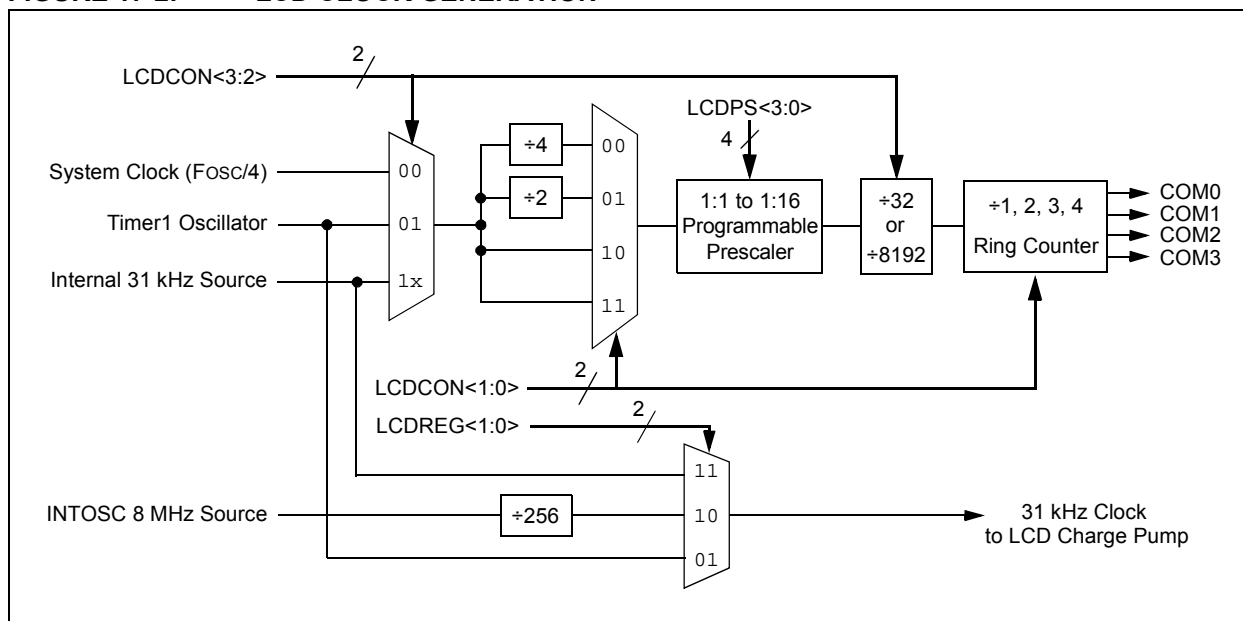 LCDCON<3:2>
2
System Clock (FOSC/4)
Timer1 Oscillator
Internal 31 kHz Source
00
01
1x
÷4
÷2
00
01
10
11
LCDPS<3:0>
4
1:1 to 1:16
Programmable
Prescaler
÷32
or
÷8192
÷1, 2, 3, 4
Ring Counter
COM0
COM1
COM2
COM3
LCDCON<1:0>
2
LCDREG<1:0>
2
INTOSC 8 MHz Source
÷256
11
10
01
31 kHz Clock
to LCD Charge Pump